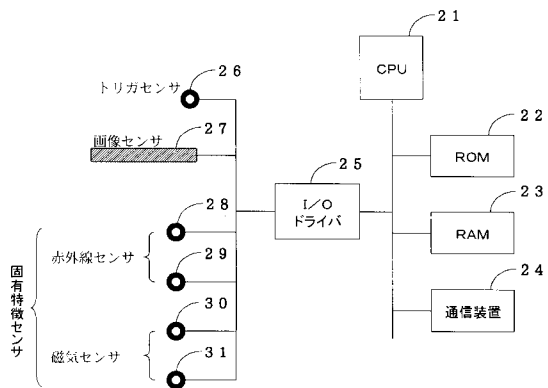 21
CPU
26
トリガセンサ
27
画像センサ
22
ROM
25
I/O
ドライバ
23
RAM
28
赤外線センサ
29
24
通信装置
固有特徴センサ
30
磁気センサ
31